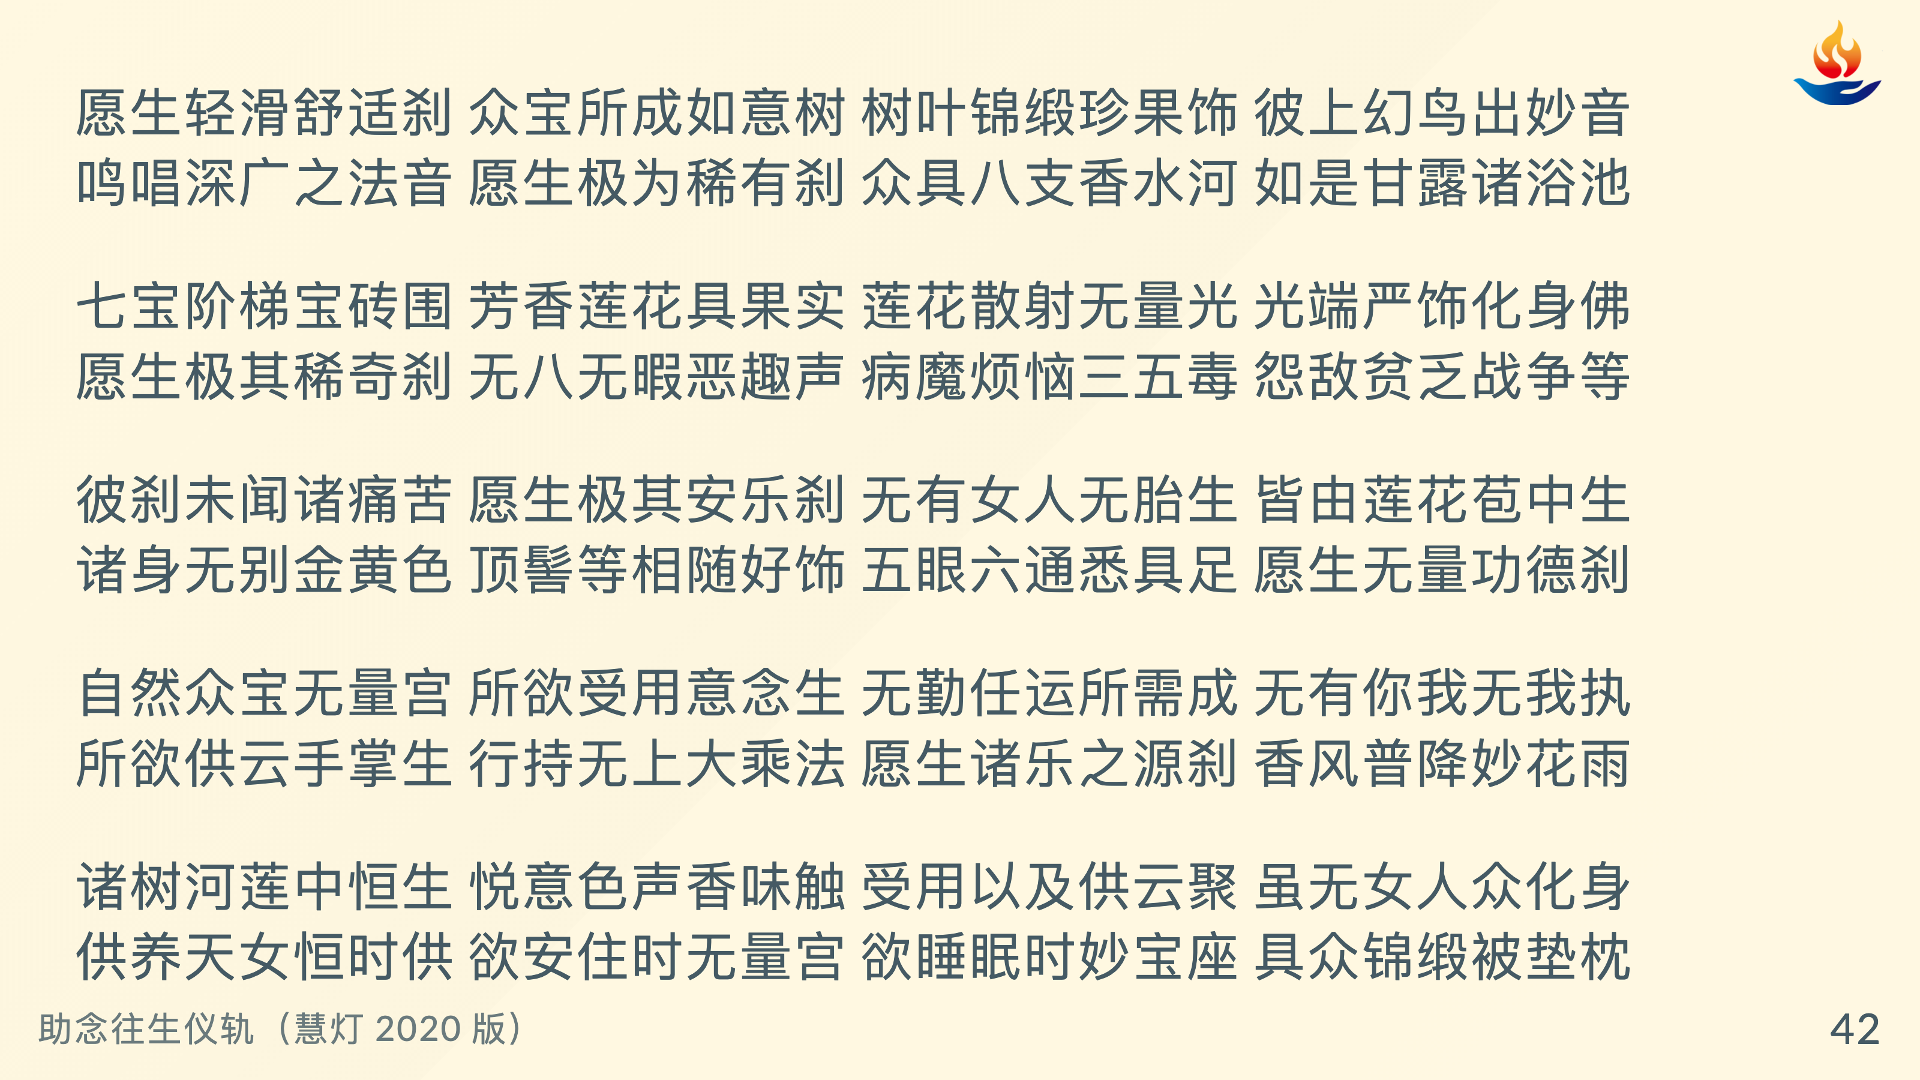 愿生轻滑舒适刹 众宝所成如意树 树叶锦缎珍果饰 彼上幻鸟出妙音
鸣唱深广之法音 愿生极为稀有刹 众具八支香水河 如是甘露诸浴池
七宝阶梯宝砖围 芳香莲花具果实 莲花散射无量光 光端严饰化身佛
愿生极其稀奇刹 无八无暇恶趣声 病魔烦恼三五毒 怨敌贫乏战争等
彼刹未闻诸痛苦 愿生极其安乐刹 无有女人无胎生 皆由莲花苞中生
诸身无别金黄色 顶髻等相随好饰 五眼六通悉具足 愿生无量功德刹
自然众宝无量宫 所欲受用意念生 无勤任运所需成 无有你我无我执
所欲供云手掌生 行持无上大乘法 愿生诸乐之源刹 香风普降妙花雨
诸树河莲中恒生 悦意色声香味触 受用以及供云聚 虽无女人众化身
供养天女恒时供 欲安住时无量宫 欲睡眠时妙宝座 具众锦缎被垫枕
助念往生仪轨（慧灯 2020 版）
42